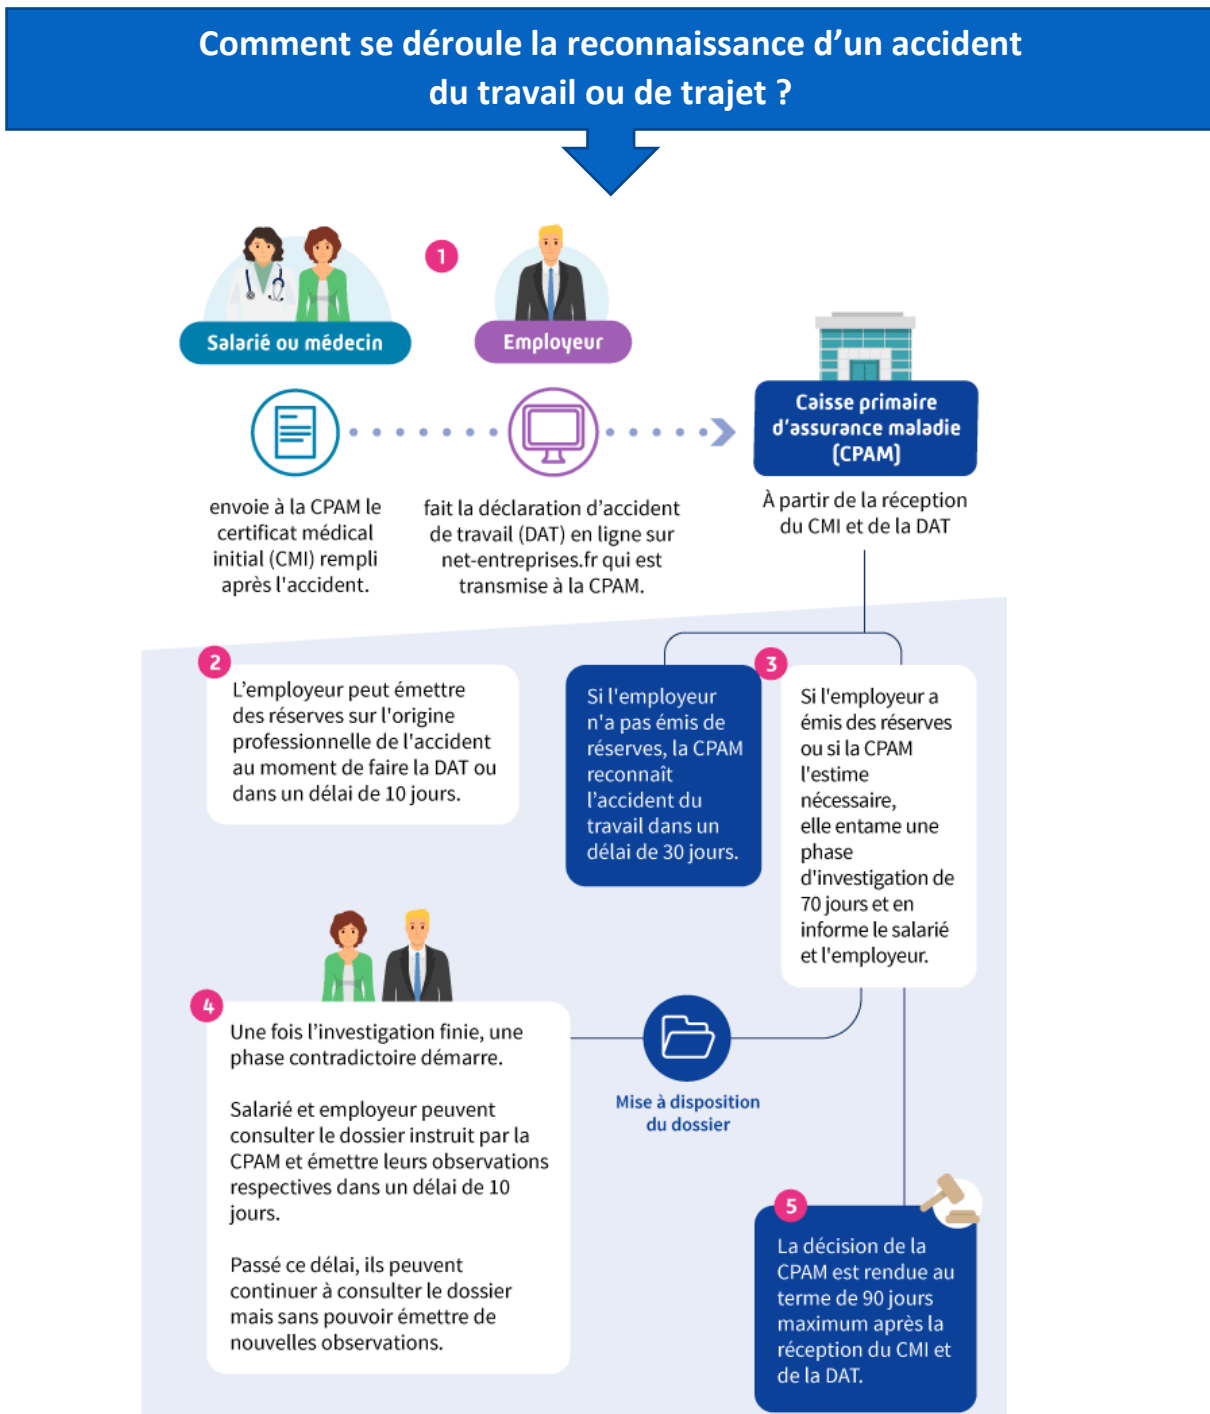 Comment se déroule la reconnaissance d’un accident
du travail ou de trajet ?
1
Salarié ou médecin
envoie à la CPAM le
certificat médical
initial (CMI) rempli
après l'accident.
Employeur
fait la déclaration d’accident
de travail (DAT) en ligne sur
net-entreprises.fr qui est
transmise à la CPAM.
Caisse primaire
d’assurance maladie
(CPAM)
À partir de la réception
du CMI et de la DAT
2
L’employeur peut émettre
des réserves sur l'origine
professionnelle de l'accident
au moment de faire la DAT ou
dans un délai de 10 jours.
3
Si l'employeur
n'a pas émis de
réserves, la CPAM
reconnaît
l’accident du
travail dans un
délai de 30 jours.
Si l'employeur a
émis des réserves
ou si la CPAM
l'estime
nécessaire,
elle entame une
phase
d'investigation de
70 jours et en
informe le salarié
et l'employeur.
4
Une fois l’investigation finie, une
phase contradictoire démarre.
Salarié et employeur peuvent
consulter le dossier instruit par la
CPAM et émettre leurs observations
respectives dans un délai de 10
jours.
Passé ce délai, ils peuvent
continuer à consulter le dossier
mais sans pouvoir émettre de
nouvelles observations.
Mise à disposition
du dossier
5
La décision de la
CPAM est rendue au
terme de 90 jours
maximum après la
réception du CMI et
de la DAT.